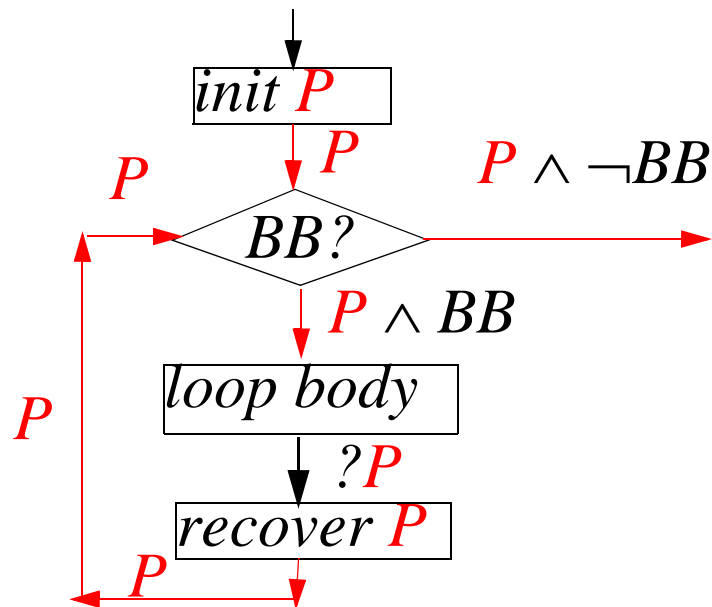 init P
P
P ∧ ¬BB
P
BB?
P ∧ BB
loop body
P
?P
recover P
P